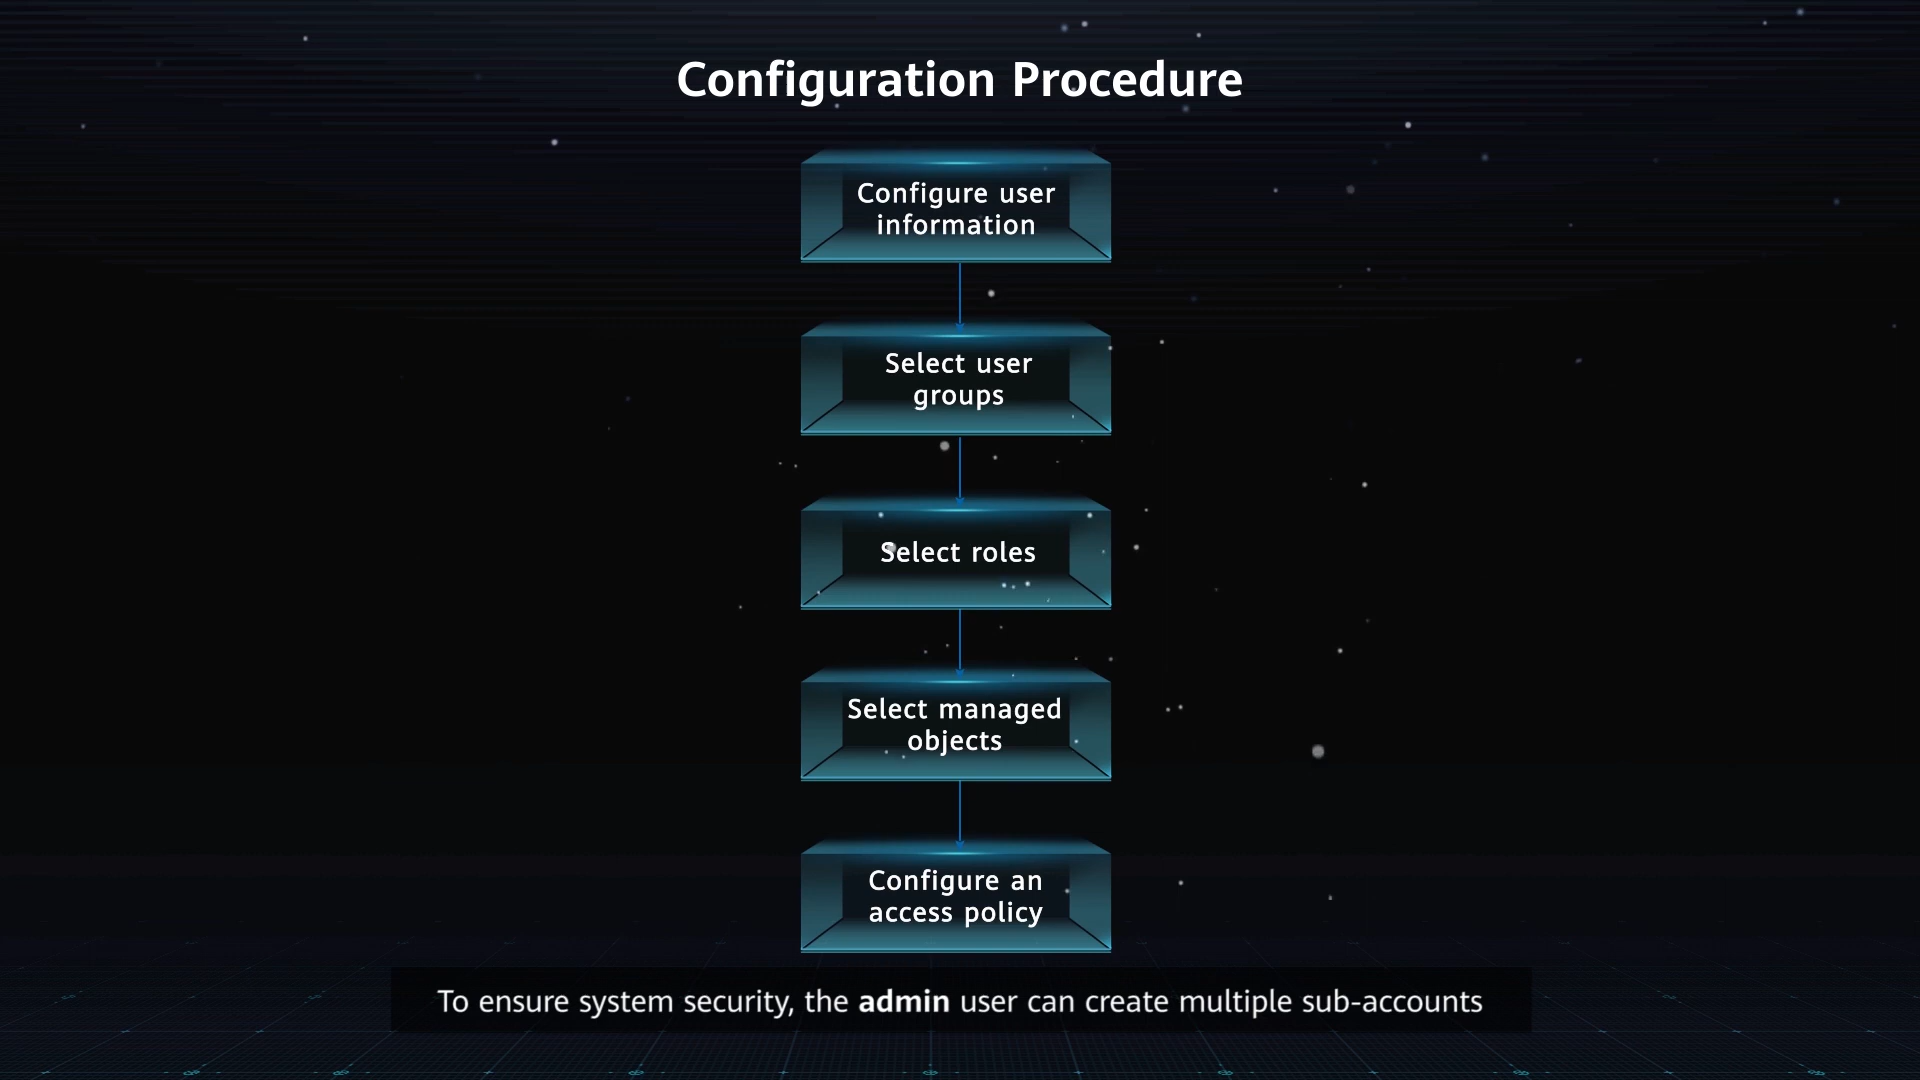 Configuration Procedure
Configure user
information
Select user
groups
Select roles
Select managed
objects
Configure an
access policy
To ensure system security, the admin user can create multiple sub-accounts